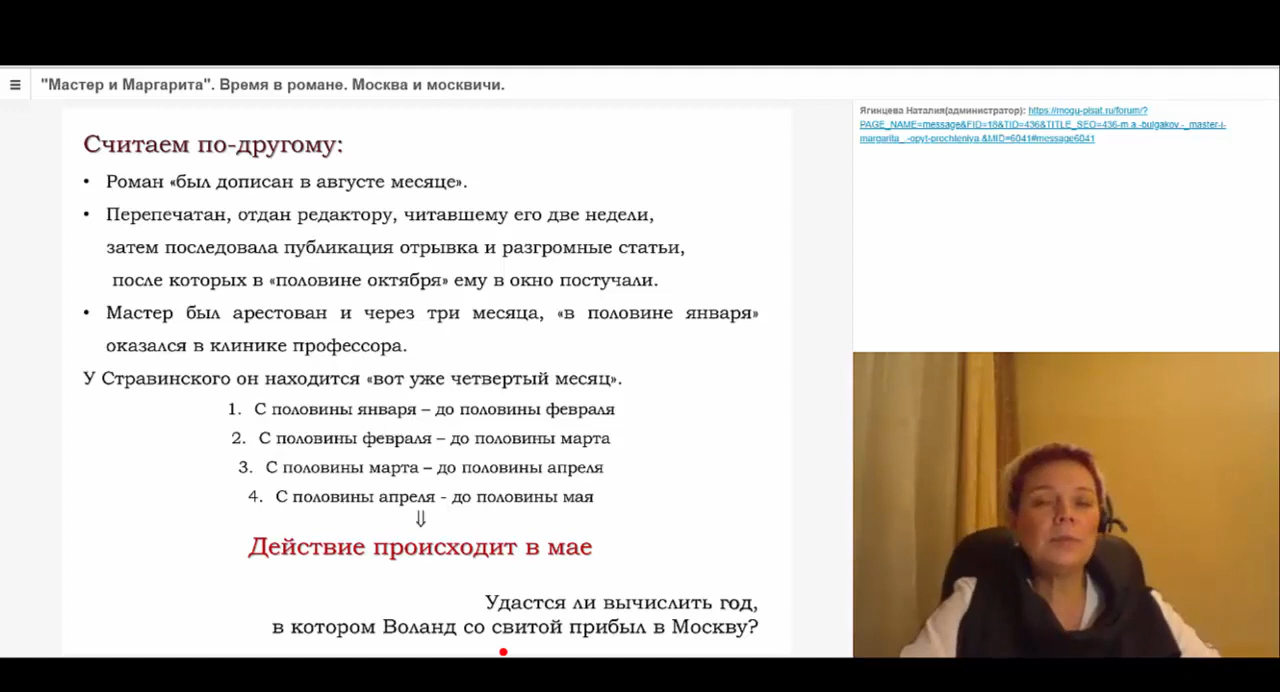 "Мастер и Маргарита". Время в романе. Москва и москвичи.
Считаем по-другому:
• Роман «был дописан в августе месяце».
• Перепечатан, отдан редактору, читавшему его две недели,
затем последовала публикация отрывка и разгромные статьи,
после которых в «половине октября» ему в окно постучали.
• Мастер был арестован и через три месяца, «в половине января»
оказался в клинике профессора.
У Стравинского он находится «вот уже четвертый месяц».
1. С половины января – до половины февраля
2. С половины февраля – до половины марта
3. С половины марта – до половины апреля
4. С половины апреля - до половины мая
⇓
Действие происходит в мае
Удастся ли вычислить год,
в котором Воланд со свитой прибыл в Москву?
Ягинцева Наталия(администратор): https://mogu-pisat.ru/forum/?
PAGE_NAME=message&FID=18&TID=436&TITLE_SEO=436-m.a.-bulgakov.-_master-i-
margarita_.-opyt-prochteniya.&MID=6041#message6041